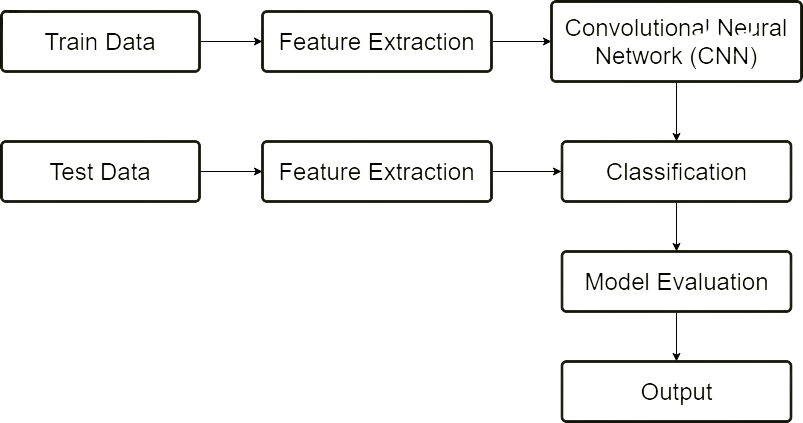 Train Data
Feature Extraction
Convolutional Neural
Network (CNN)
Test Data
Feature Extraction
Classification
Model Evaluation
Output